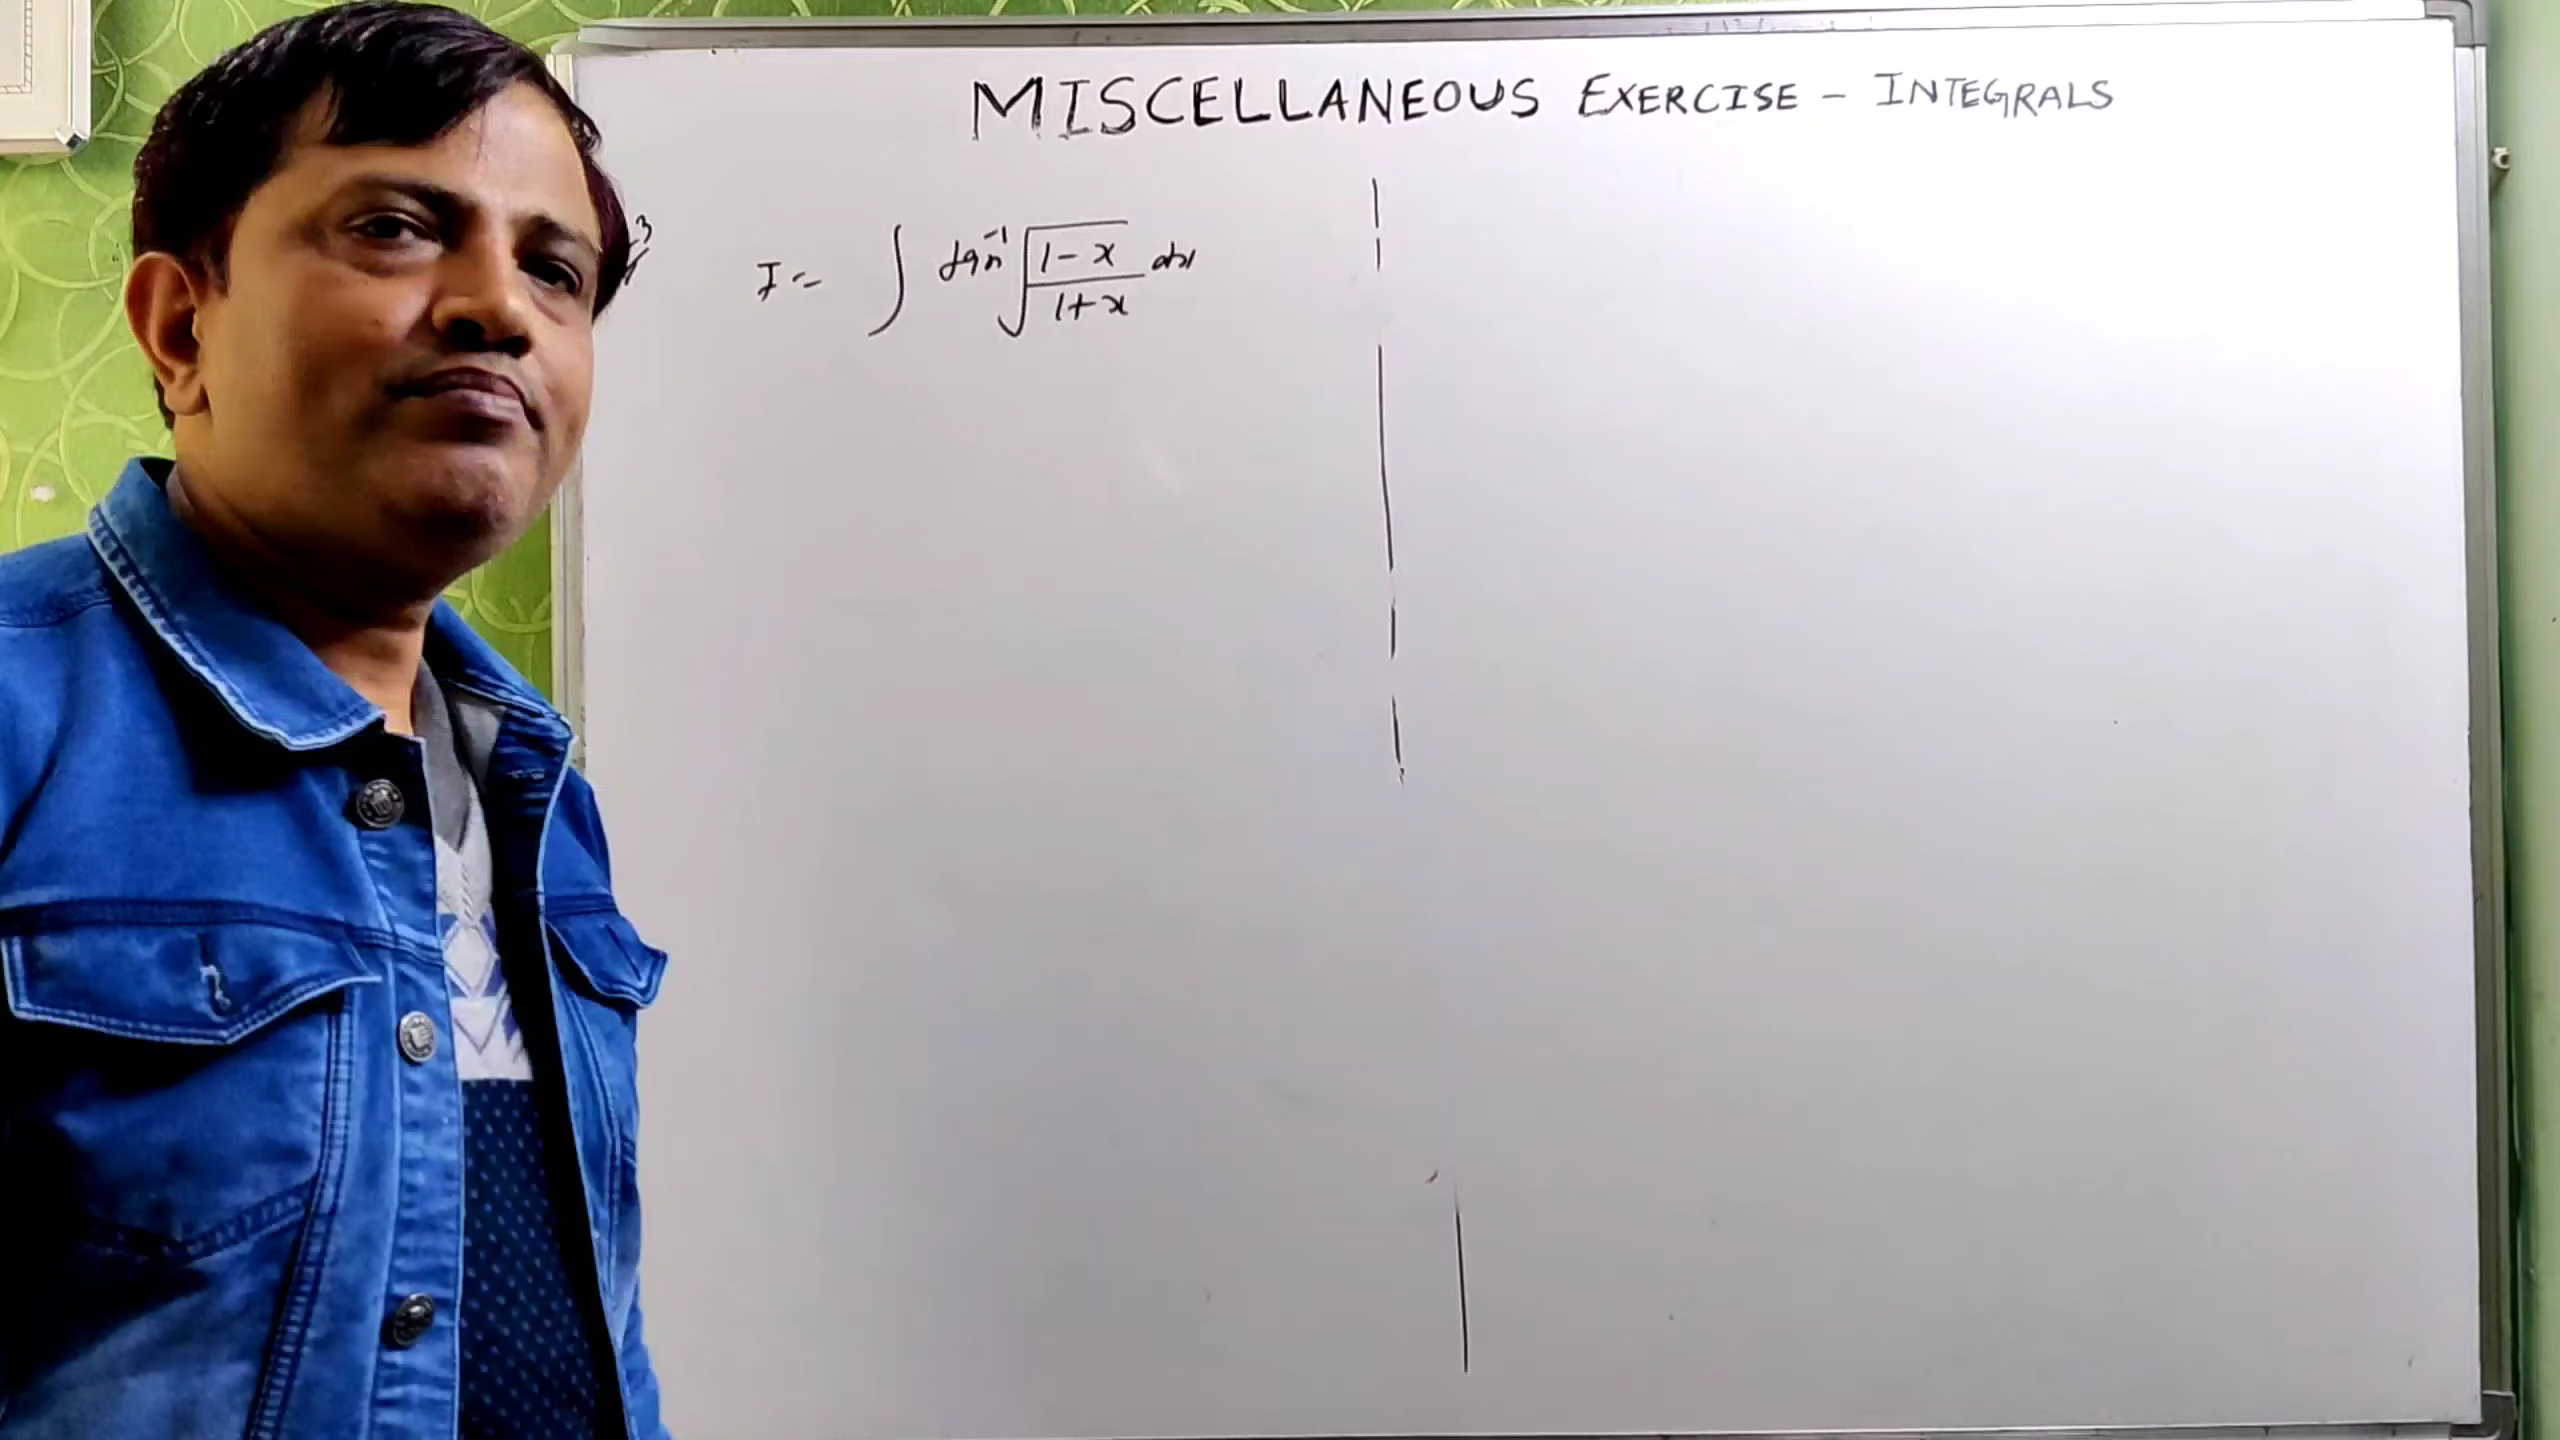 MISCELLANEOUS EXERCISE - INTEGRALS
I = ∫ tan⁻¹ √((1-x)/(1+x)) dx